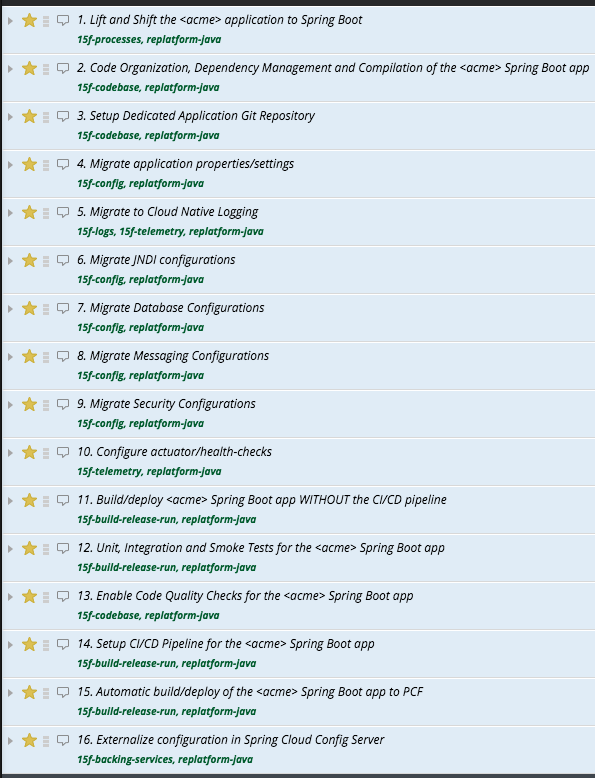 1. Lift and Shift the <acme> application to Spring Boot
15f-processes, replatform-java
2. Code Organization, Dependency Management and Compilation of the <acme> Spring Boot app
15f-codebase, replatform-java
3. Setup Dedicated Application Git Repository
15f-codebase, replatform-java
4. Migrate application properties/settings
15f-config, replatform-java
5. Migrate to Cloud Native Logging
15f-logs, 15f-telemetry, replatform-java
6. Migrate JNDI configurations
15f-config, replatform-java
7. Migrate Database Configurations
15f-config, replatform-java
8. Migrate Messaging Configurations
15f-config, replatform-java
9. Migrate Security Configurations
15f-config, replatform-java
10. Configure actuator/health-checks
15f-telemetry, replatform-java
11. Build/deploy <acme> Spring Boot app WITHOUT the CI/CD pipeline
15f-build-release-run, replatform-java
12. Unit, Integration and Smoke Tests for the <acme> Spring Boot app
15f-build-release-run, replatform-java
13. Enable Code Quality Checks for the <acme> Spring Boot app
15f-codebase, replatform-java
14. Setup CI/CD Pipeline for the <acme> Spring Boot app
15f-build-release-run, replatform-java
15. Automatic build/deploy of the <acme> Spring Boot app to PCF
15f-build-release-run, replatform-java
16. Externalize configuration in Spring Cloud Config Server
15f-backing-services, replatform-java